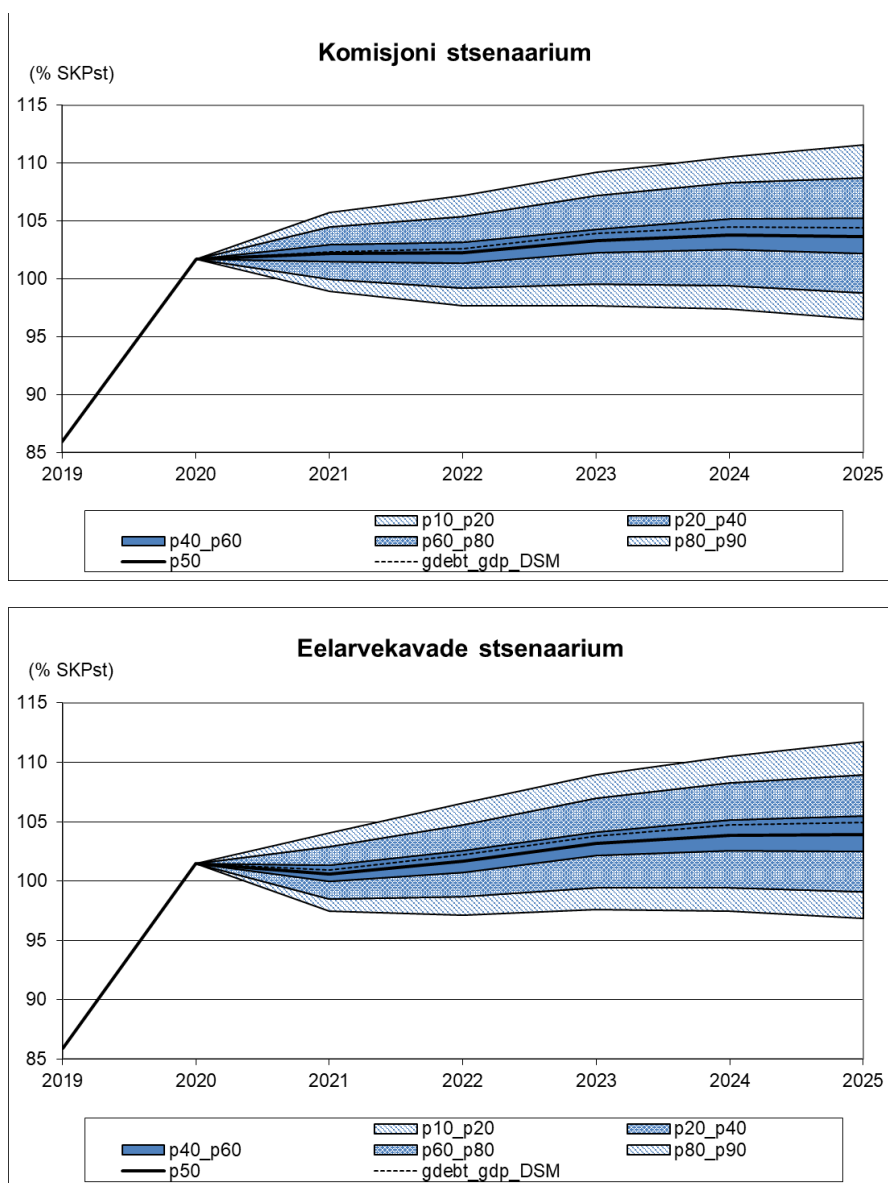 Komisjoni stsenaarium
(% SKPst)
115
110
105
100
95
90
85
2019 2020 2021 2022 2023 2024 2025
p10_p20 p20_p40
p40_p60 p60_p80 p80_p90
p50 gdebt_gdp_DSM
Eelarvekavade stsenaarium
(% SKPst)
115
110
105
100
95
90
85
2019 2020 2021 2022 2023 2024 2025
p10_p20 p20_p40
p40_p60 p60_p80 p80_p90
p50 gdebt_gdp_DSM